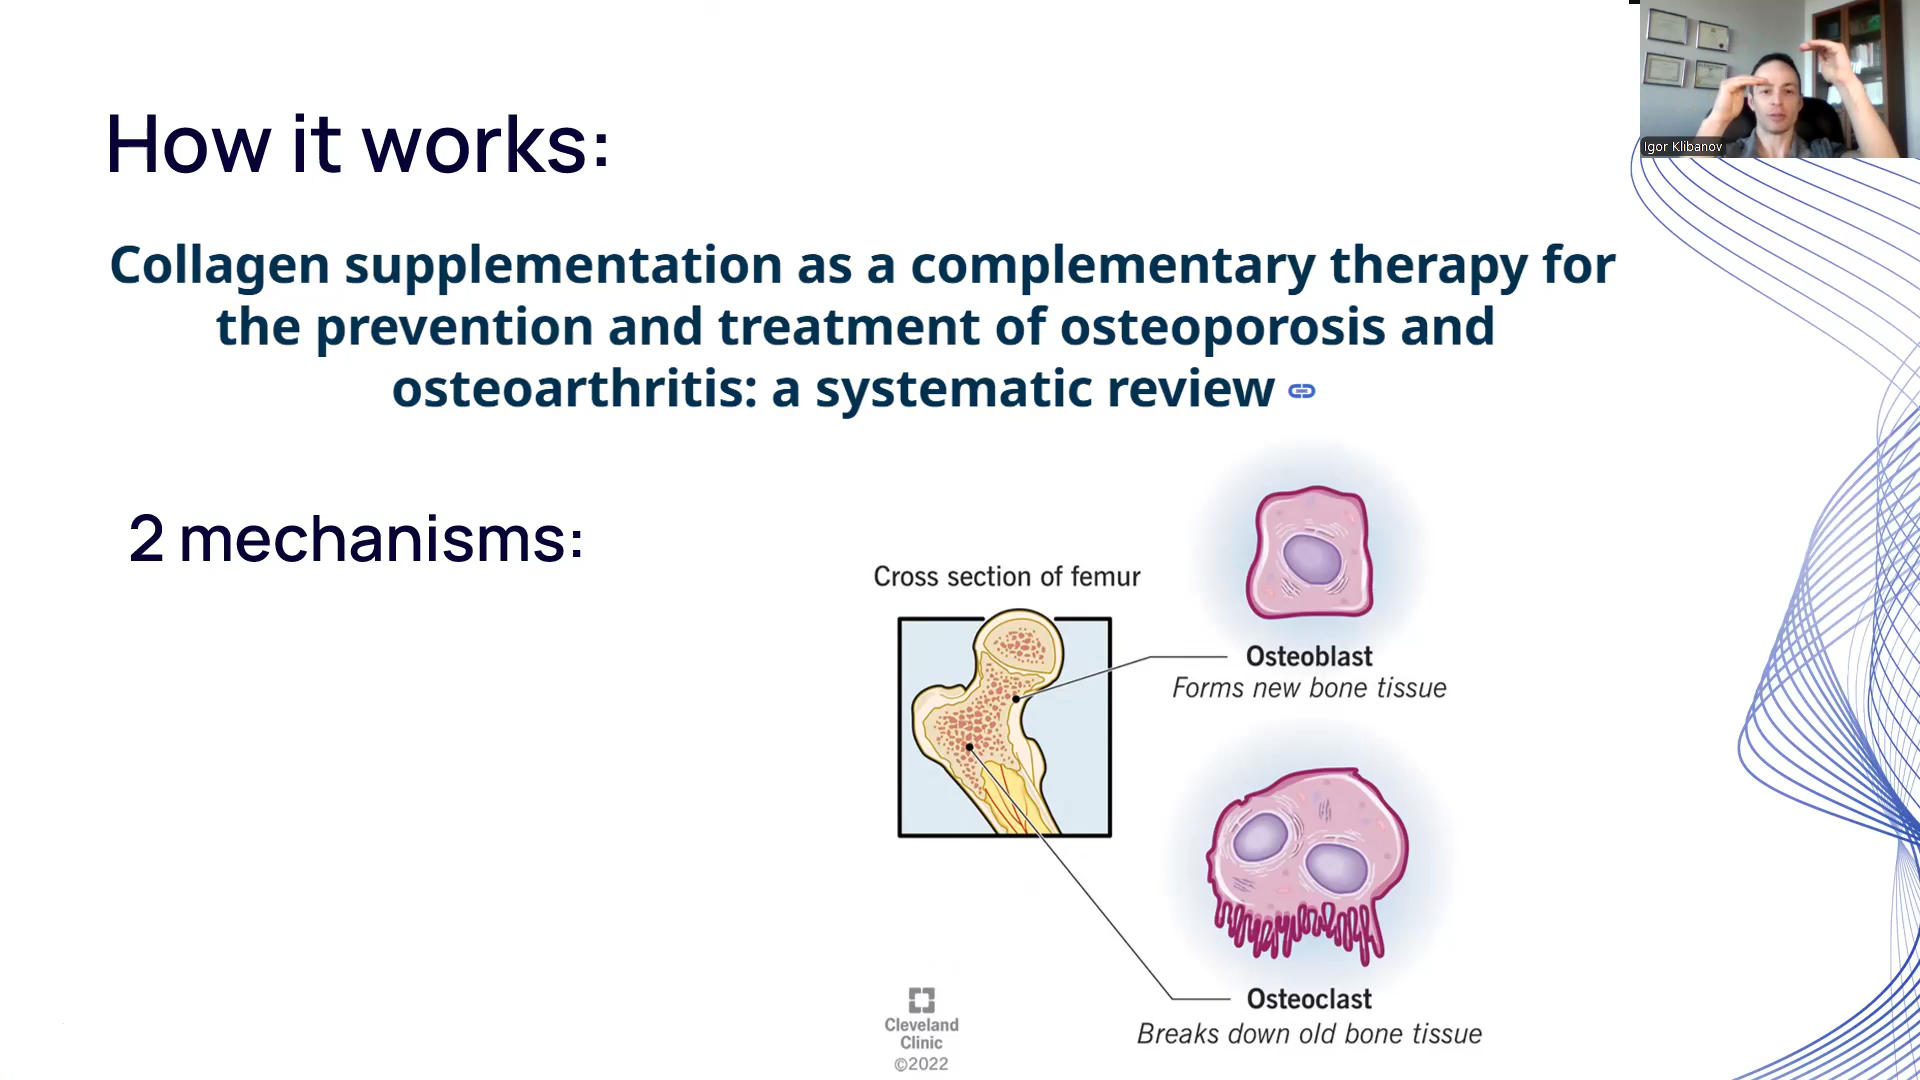 Igor Klibanov
How it works:
Collagen supplementation as a complementary therapy for
the prevention and treatment of osteoporosis and
osteoarthritis: a systematic review
2 mechanisms:
Cross section of femur
Osteoblast
Forms new bone tissue
Osteoclast
Breaks down old bone tissue
Cleveland
Clinic
©2022